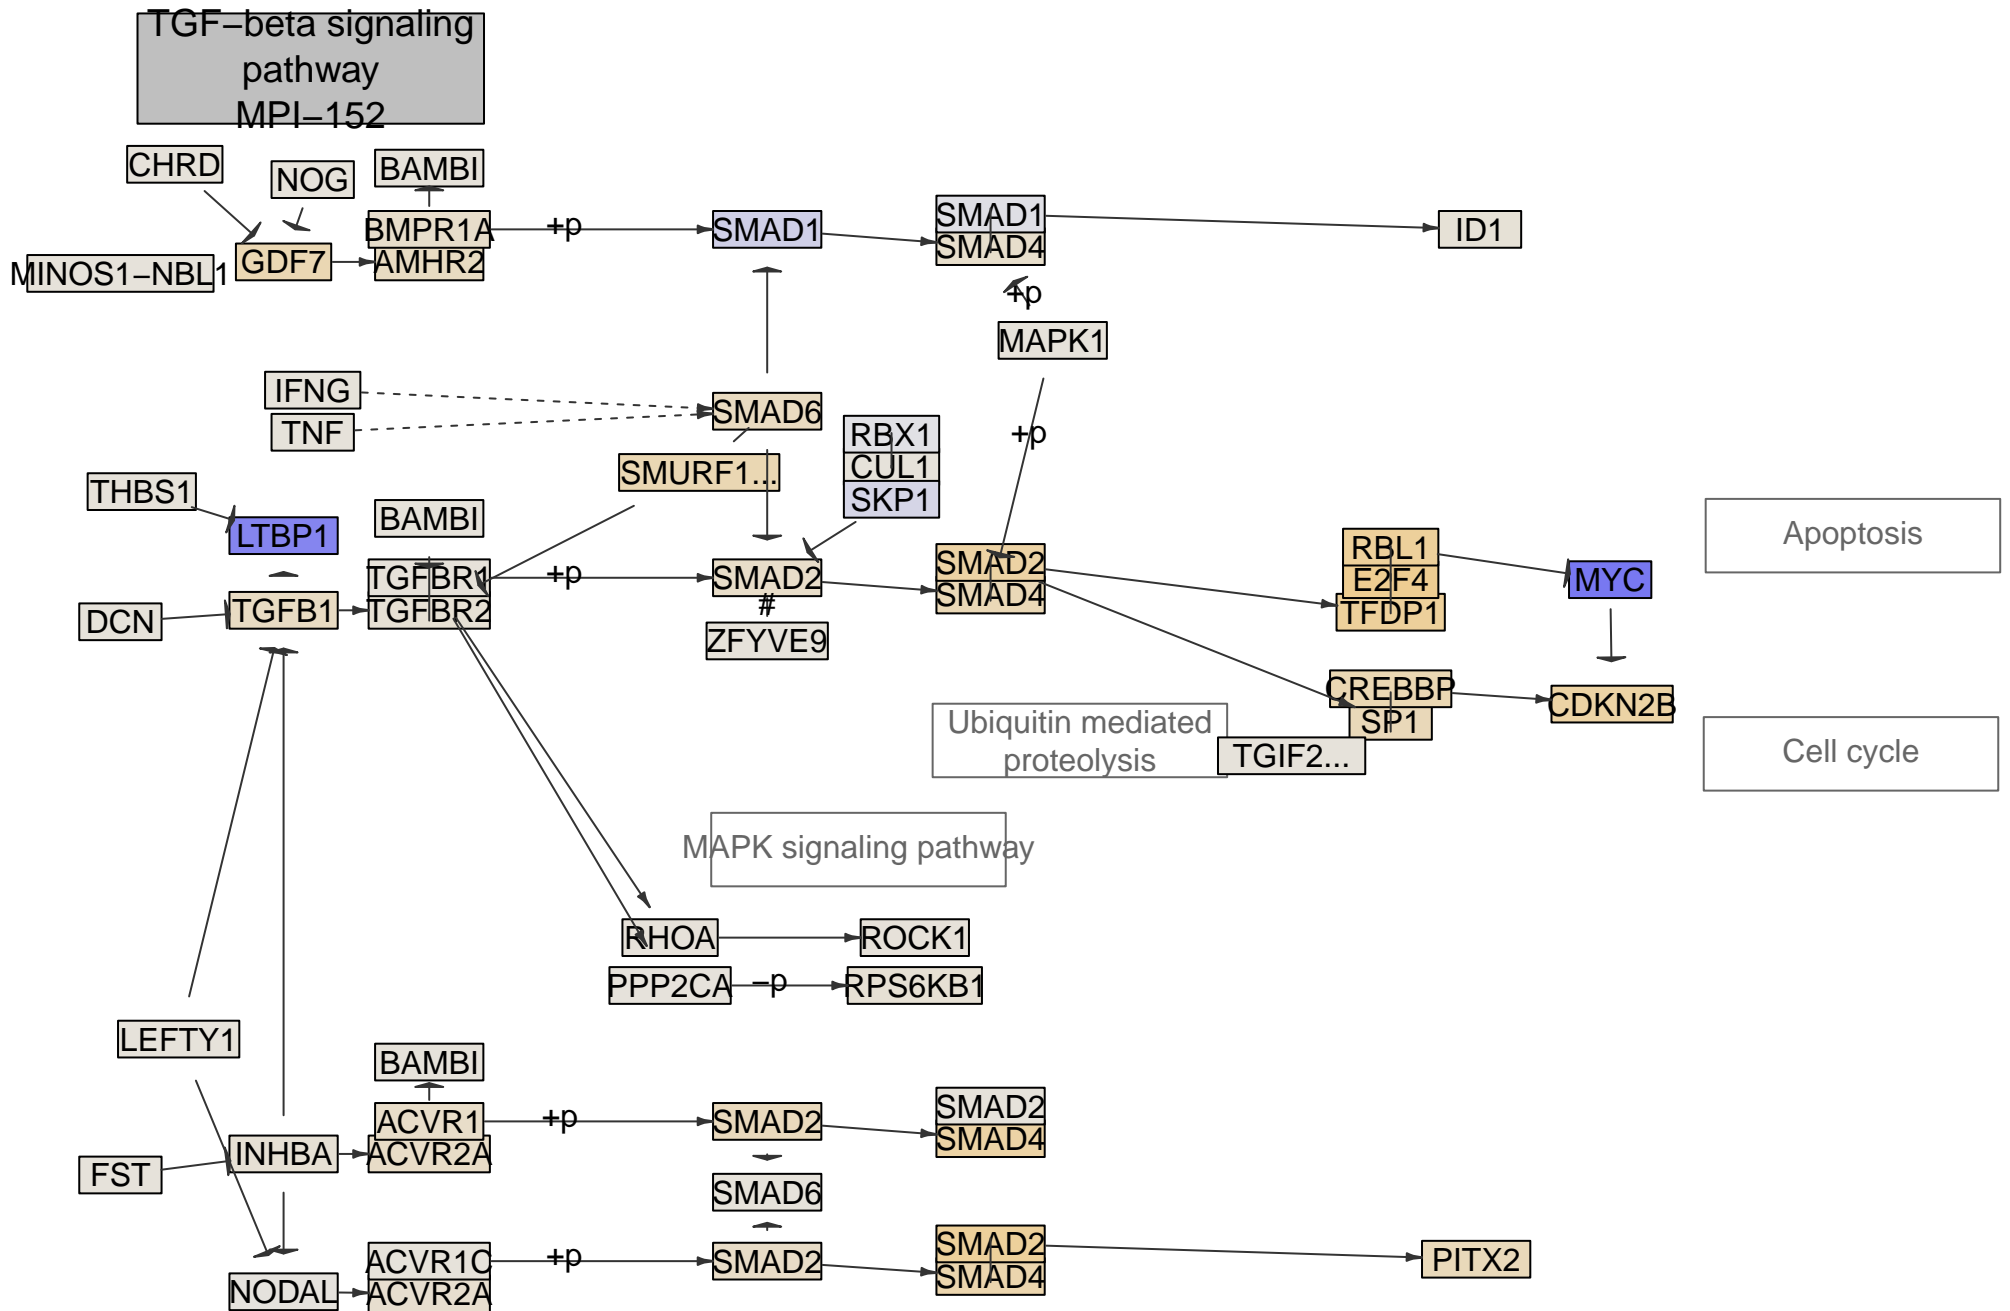 TGF−beta signaling
pathway
MPI−152
CHRD
NOG
BAMBI
BMPR1A
+p
SMAD1
SMAD1
SMAD4
ID1
MINOS1−NBL1
GDF7
AMHR2
+p
MAPK1
IFNG
TNF
SMAD6
RBX1
CUL1
SKP1
+p
SMURF1...
THBS1
LTBP1
BAMBI
Apoptosis
TGFBR1
+p
SMAD2
#
ZFYVE9
SMAD2
SMAD4
RBL1
E2F4
TFDP1
MYC
DCN
TGFB1
TGFBR2
CREBBP
SP1
CDKN2B
Ubiquitin mediated
proteolysis
TGIF2...
Cell cycle
MAPK signaling pathway
RHOA
ROCK1
PPP2CA
−p
RPS6KB1
LEFTY1
BAMBI
ACVR1
+p
SMAD2
SMAD2
SMAD4
FST
INHBA
ACVR2A
SMAD6
ACVR1C
+p
SMAD2
SMAD2
SMAD4
PITX2
NODAL
ACVR2A